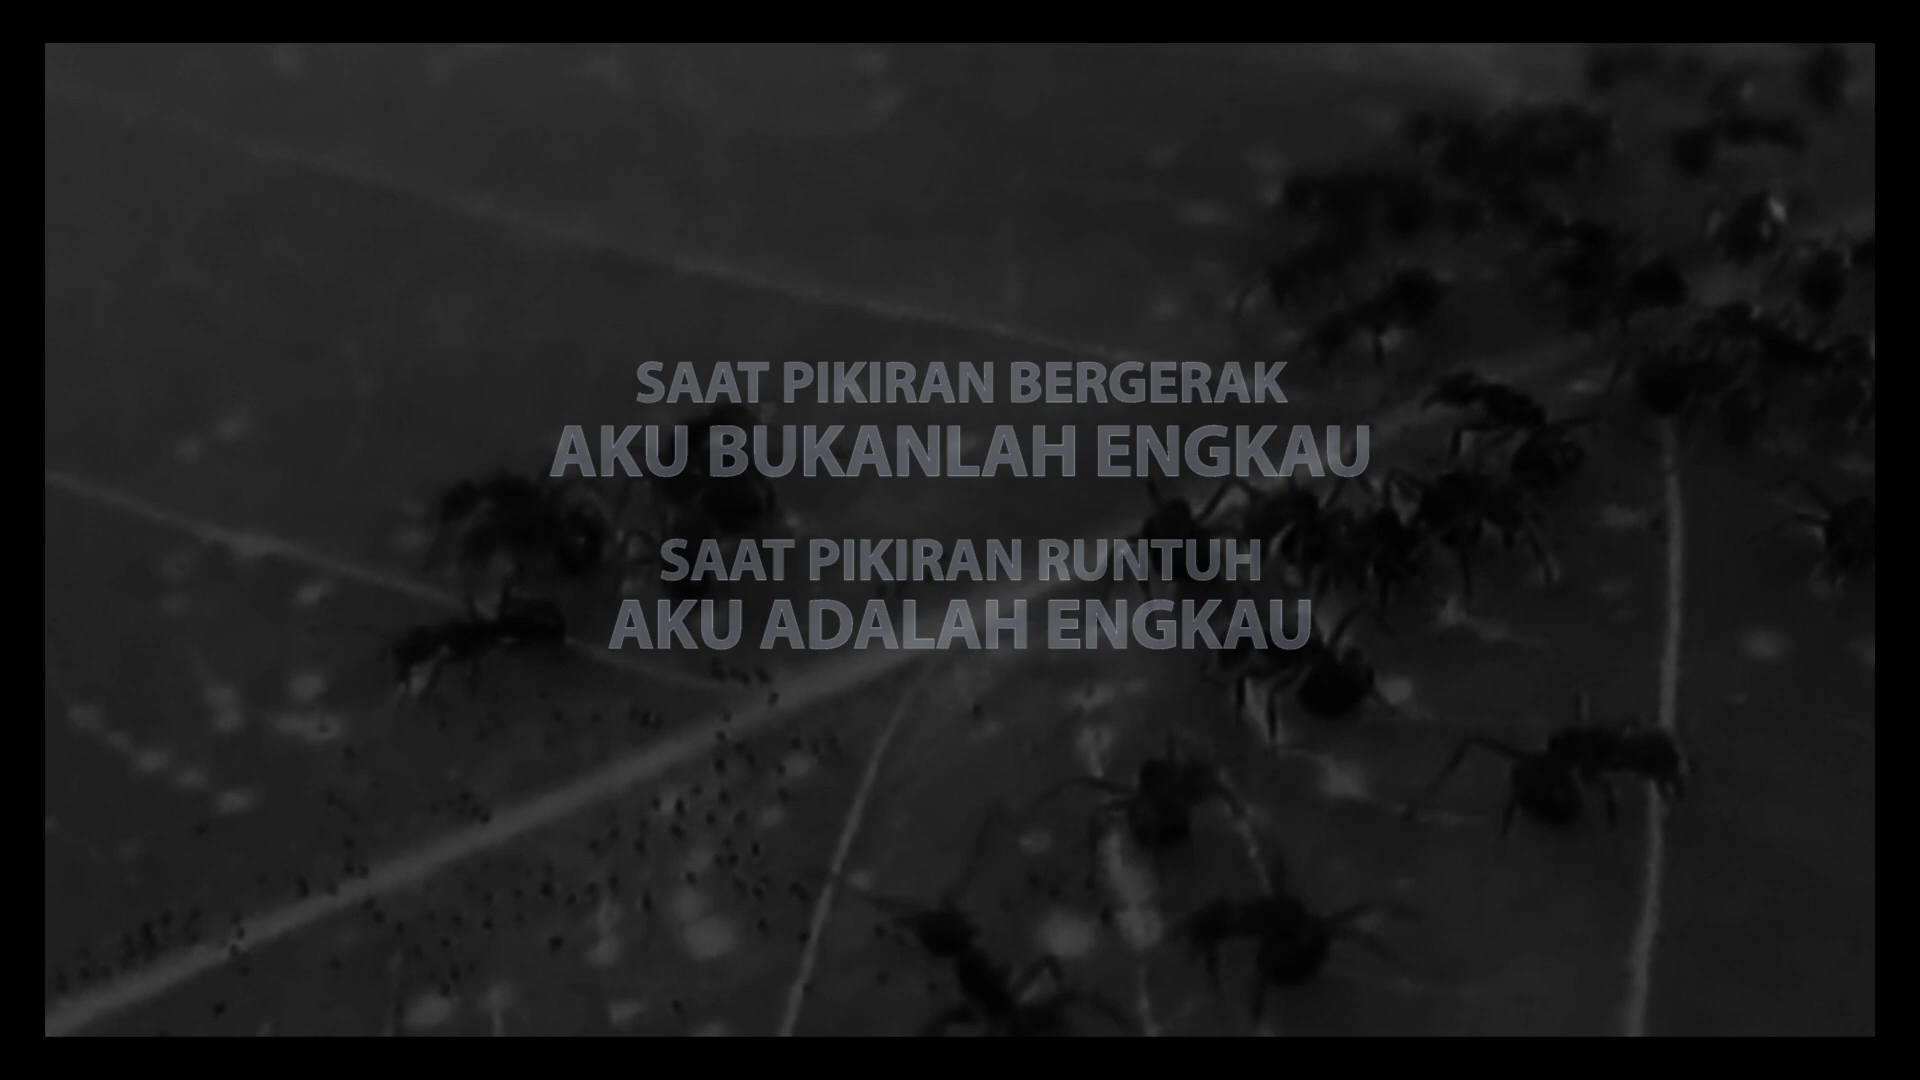 SAAT PIKIRAN BERGERAK
AKU BUKANLAH ENGKAU
SAAT PIKIRAN RUNTUH
AKU ADALAH ENGKAU